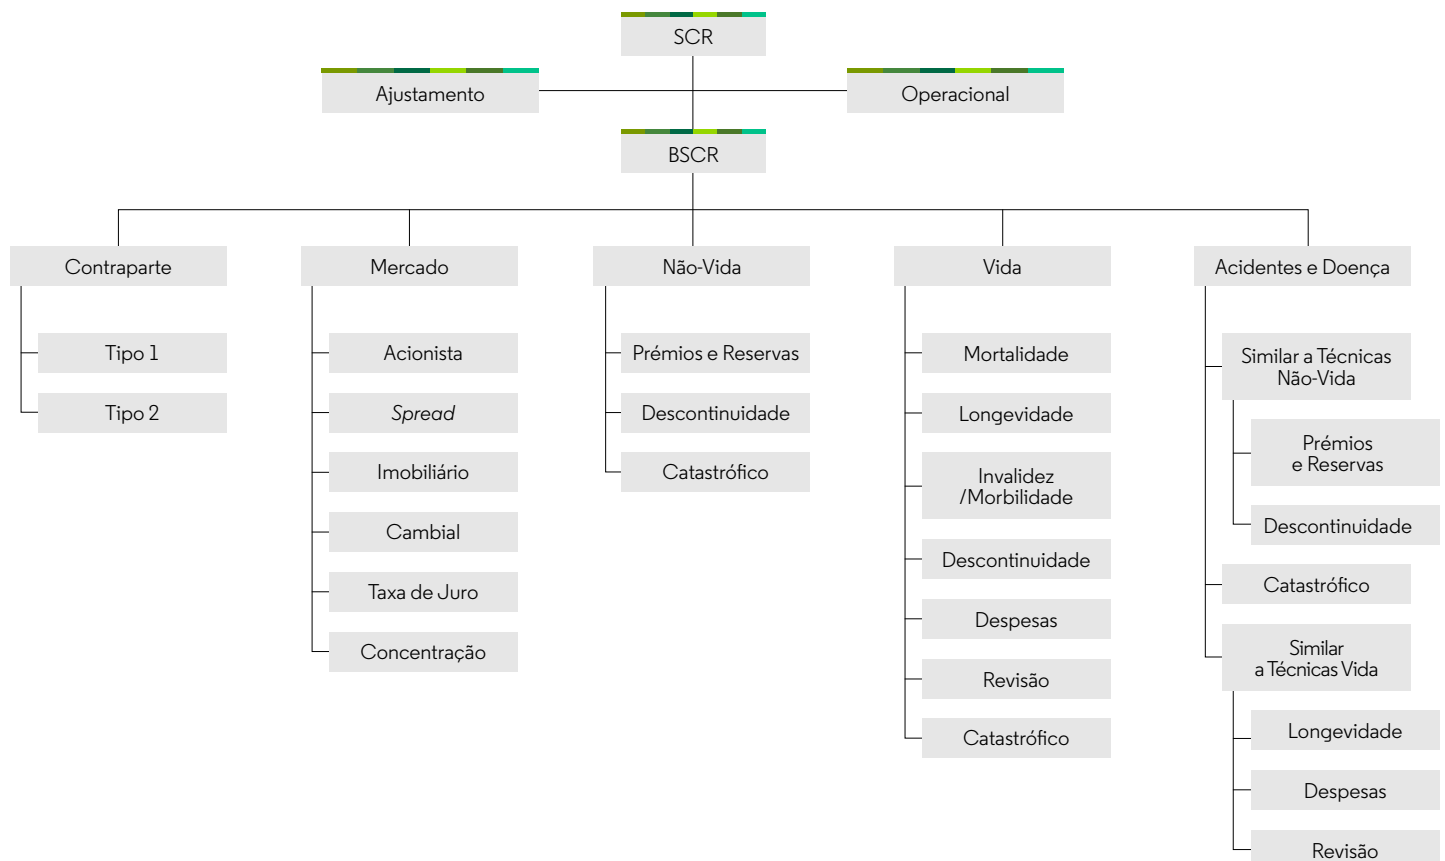 SCR
Ajustamento
Operacional
BSCR
Contraparte
Tipo 1
Tipo 2
Mercado
Acionista
Spread
Imobiliário
Cambial
Taxa de Juro
Concentração
Não-Vida
Prémios e Reservas
Descontinuidade
Catastrófico
Vida
Mortalidade
Longevidade
Invalidez
/Morbilidade
Descontinuidade
Despesas
Revisão
Catastrófico
Acidentes e Doença
Similar a Técnicas
Não-Vida
Prémios
e Reservas
Descontinuidade
Catastrófico
Similar
a Técnicas Vida
Longevidade
Despesas
Revisão